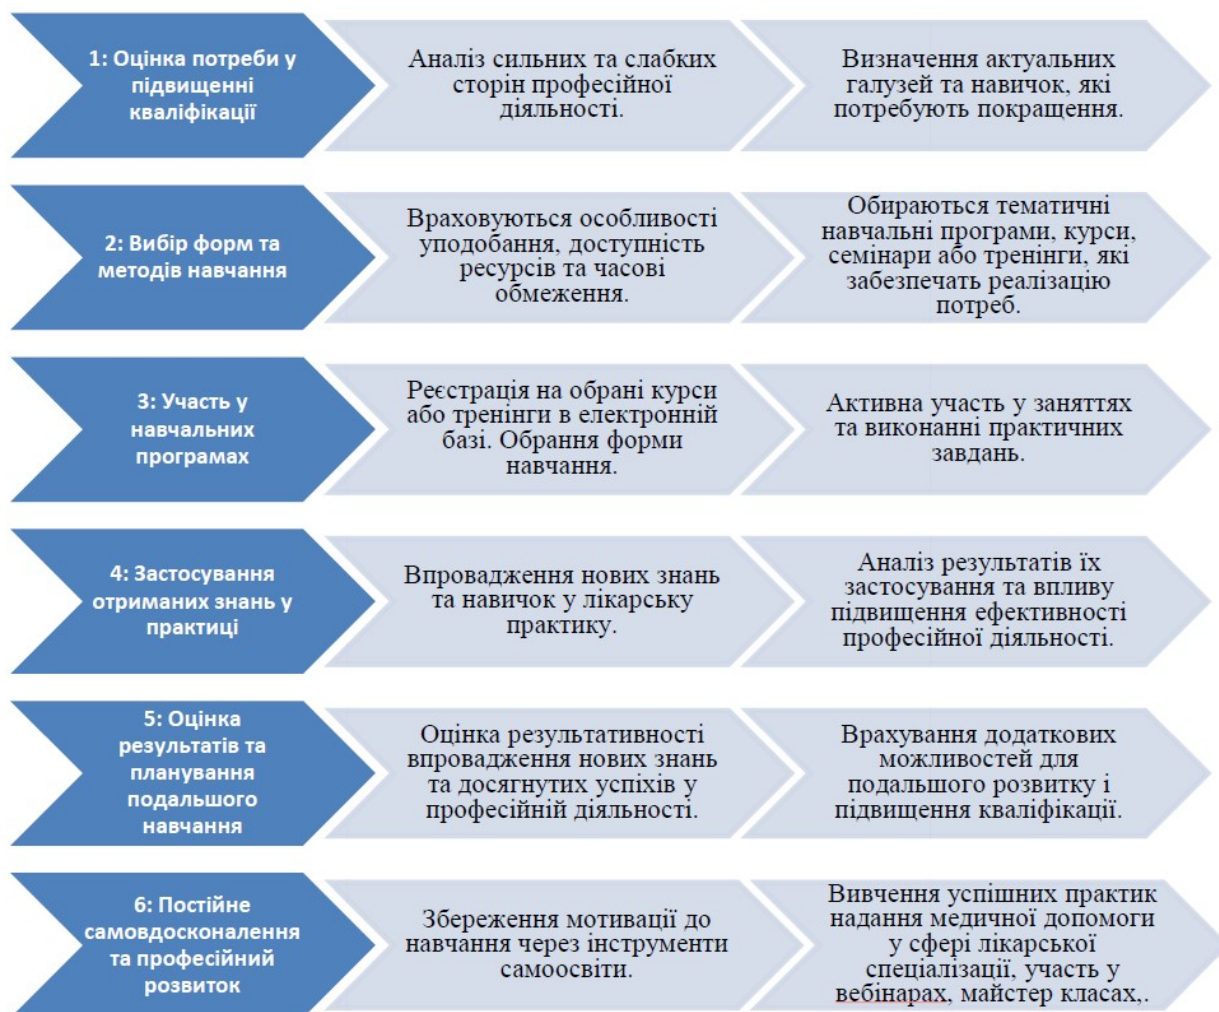 1: Оцінка потреби у
підвищенні
кваліфікації
Аналіз сильних та слабких
сторін професійної
діяльності.
Визначення актуальних
галузей та навичок, які
потребують покращення.
2: Вибір форм та
методів навчання
Враховуються особливості
уподобання, доступність
ресурсів та часові
обмеження.
Обираються тематичні
навчальні програми, курси,
семінари або тренінги, які
забезпечать реалізацію
потреб.
3: Участь у
навчальних
програмах
Реєстрація на обрані курси
або тренінги в електронній
базі. Обрання форми
навчання.
Активна участь у заняттях
та виконанні практичних
завдань.
4: Застосування
отриманих знань у
практиці
Впровадження нових знань
та навичок у лікарську
практику.
Аналіз результатів їх
застосування та впливу
підвищення ефективності
професійної діяльності.
5: Оцінка
результатів та
планування
подальшого
навчання
Оцінка результативності
впровадження нових знань
та досягнутих успіхів у
професійній діяльності.
Врахування додаткових
можливостей для
подальшого розвитку і
підвищення кваліфікації.
6: Постійне
самовдосконалення
та професійний
розвиток
Збереження мотивації до
навчання через інструменти
самоосвіти.
Вивчення успішних практик
надання медичної допомоги
у сфері лікарської
спеціалізації, участь у
вебінарах, майстер класах,.